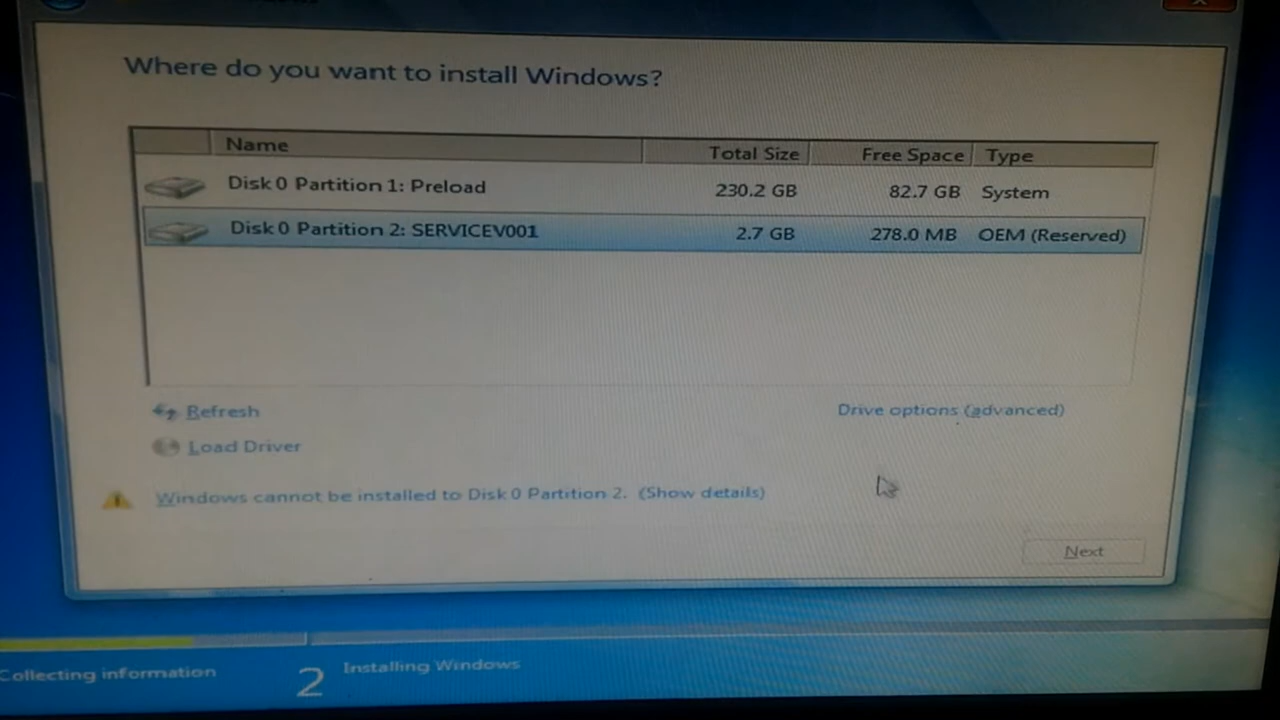 Where do you want to install Windows?
Name Total Size Free Space Type
Disk 0 Partition 1: Preload 230.2 GB 82.7 GB System
Disk 0 Partition 2: SERVICEV001 2.7 GB 278.0 MB OEM (Reserved)
Refresh Drive options (advanced)
Load Driver
Windows cannot be installed to Disk 0 Partition 2. (Show details)
Next
Collecting information 2 Installing Windows